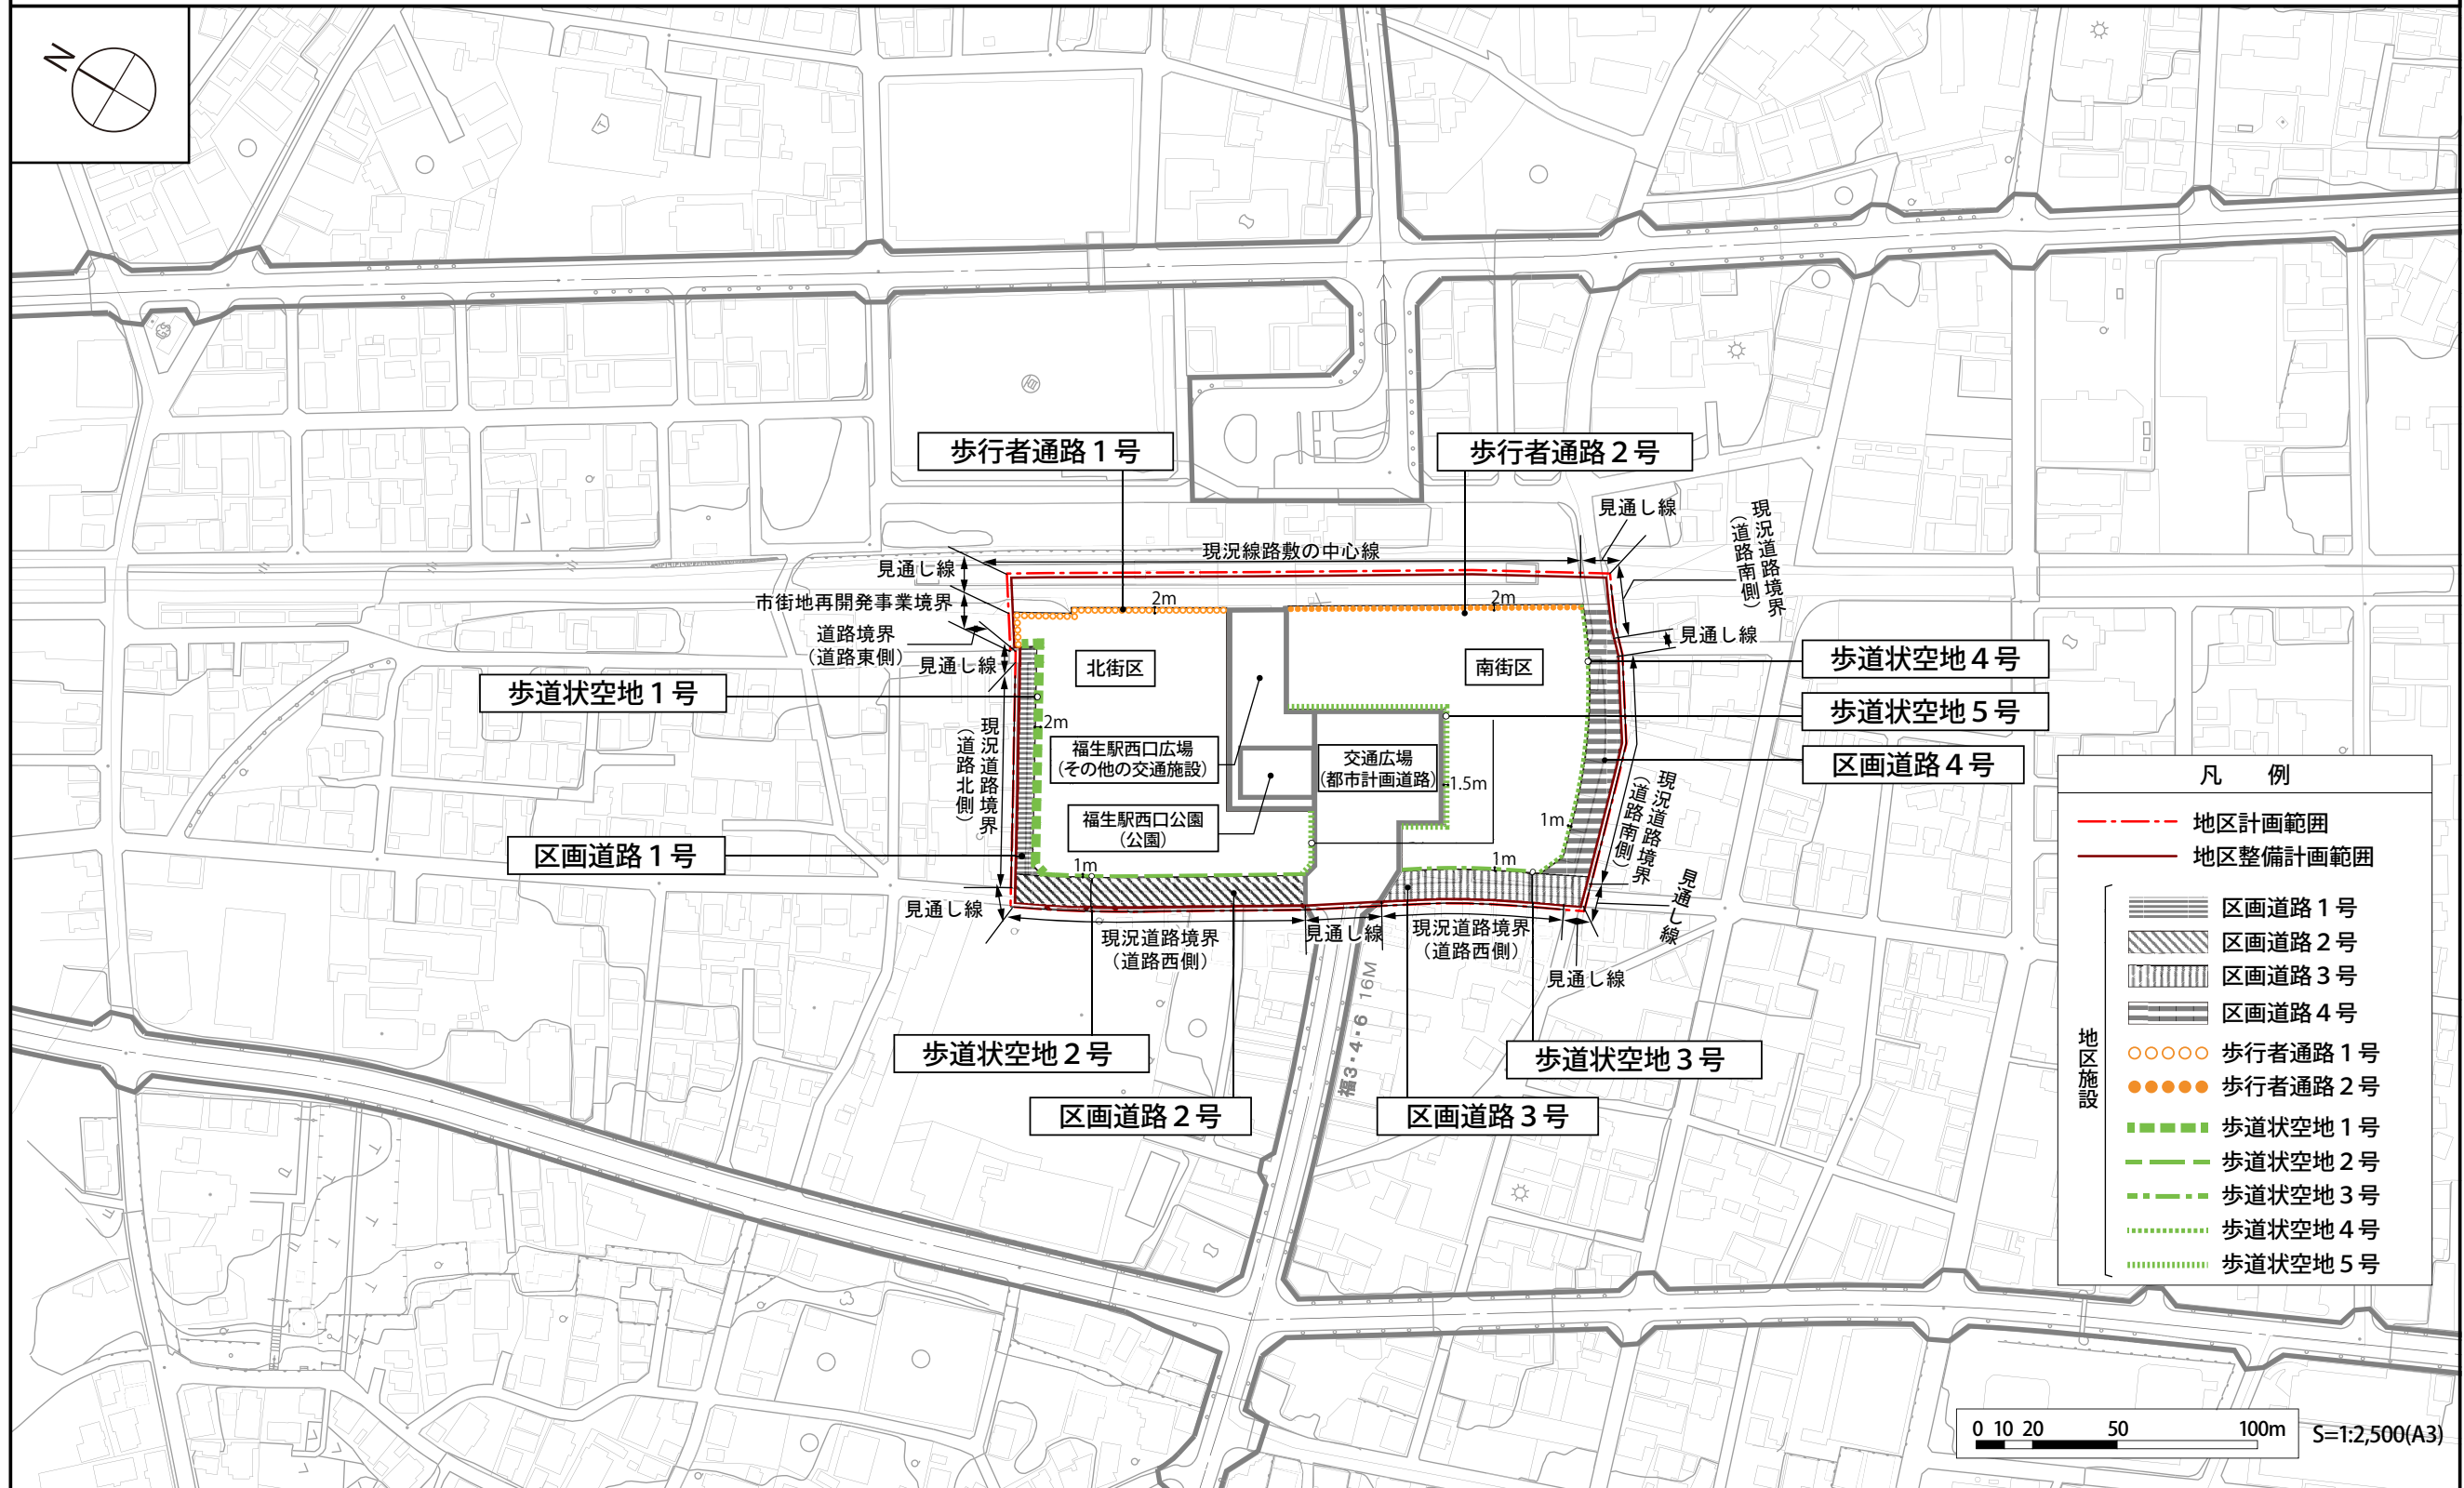 N
歩行者通路１号
歩行者通路２号
見通し線
現況道路境界
（道路南側）
現況線路敷の中心線
見通し線
市街地再開発事業境界
2m
2m
道路境界
（道路東側）
見通し線
見通し線
北街区
南街区
歩道状空地４号
歩道状空地１号
歩道状空地５号
2m
現況道路境界
（道路北側）
福生駅西口広場
（その他の交通施設）
交通広場
（都市計画道路）
区画道路４号
1.5m
現況道路境界
（道路南側）
福生駅西口公園
（公園）
1m
区画道路１号
1m
1m
見通し線
見通し線
現況道路境界
（道路西側）
見通し線
現況道路境界
（道路西側）
見通し線
福3・4・6 16M
歩道状空地２号
歩道状空地３号
区画道路２号
区画道路３号
凡　例
地区計画範囲
地区整備計画範囲
地区施設
区画道路１号
区画道路２号
区画道路３号
区画道路４号
歩行者通路１号
歩行者通路２号
歩道状空地１号
歩道状空地２号
歩道状空地３号
歩道状空地４号
歩道状空地５号
0 10 20 50 100m
S=1:2,500(A3)